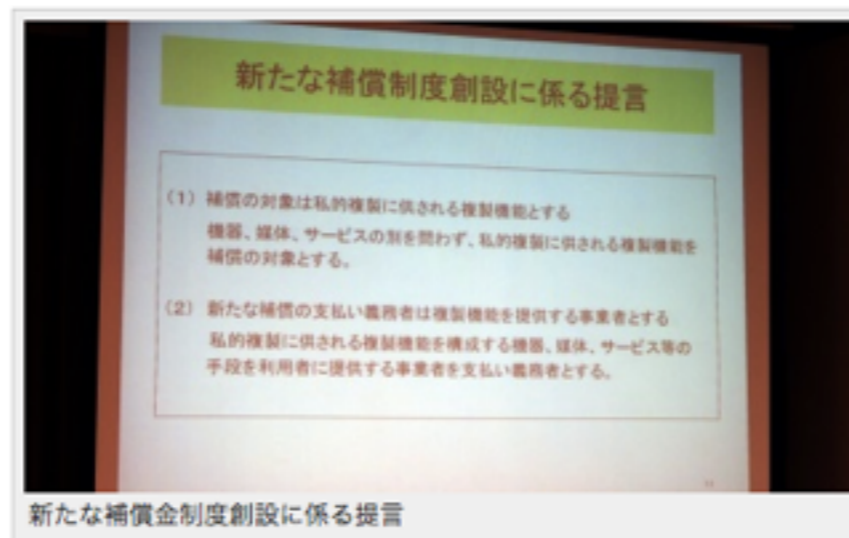 新たな補償制度創設に係る提言
(1) 補償の対象は私的複製に供される複製機能とする
機器、媒体、サービスの別を問わず、私的複製に供される複製機能を
補償の対象とする。
(2) 新たな補償の支払い義務者は複製機能を提供する事業者とする
私的複製に供される複製機能を構成する機器、媒体、サービス等の
手段を利用者に提供する事業者を支払い義務者とする。
新たな補償金制度創設に係る提言